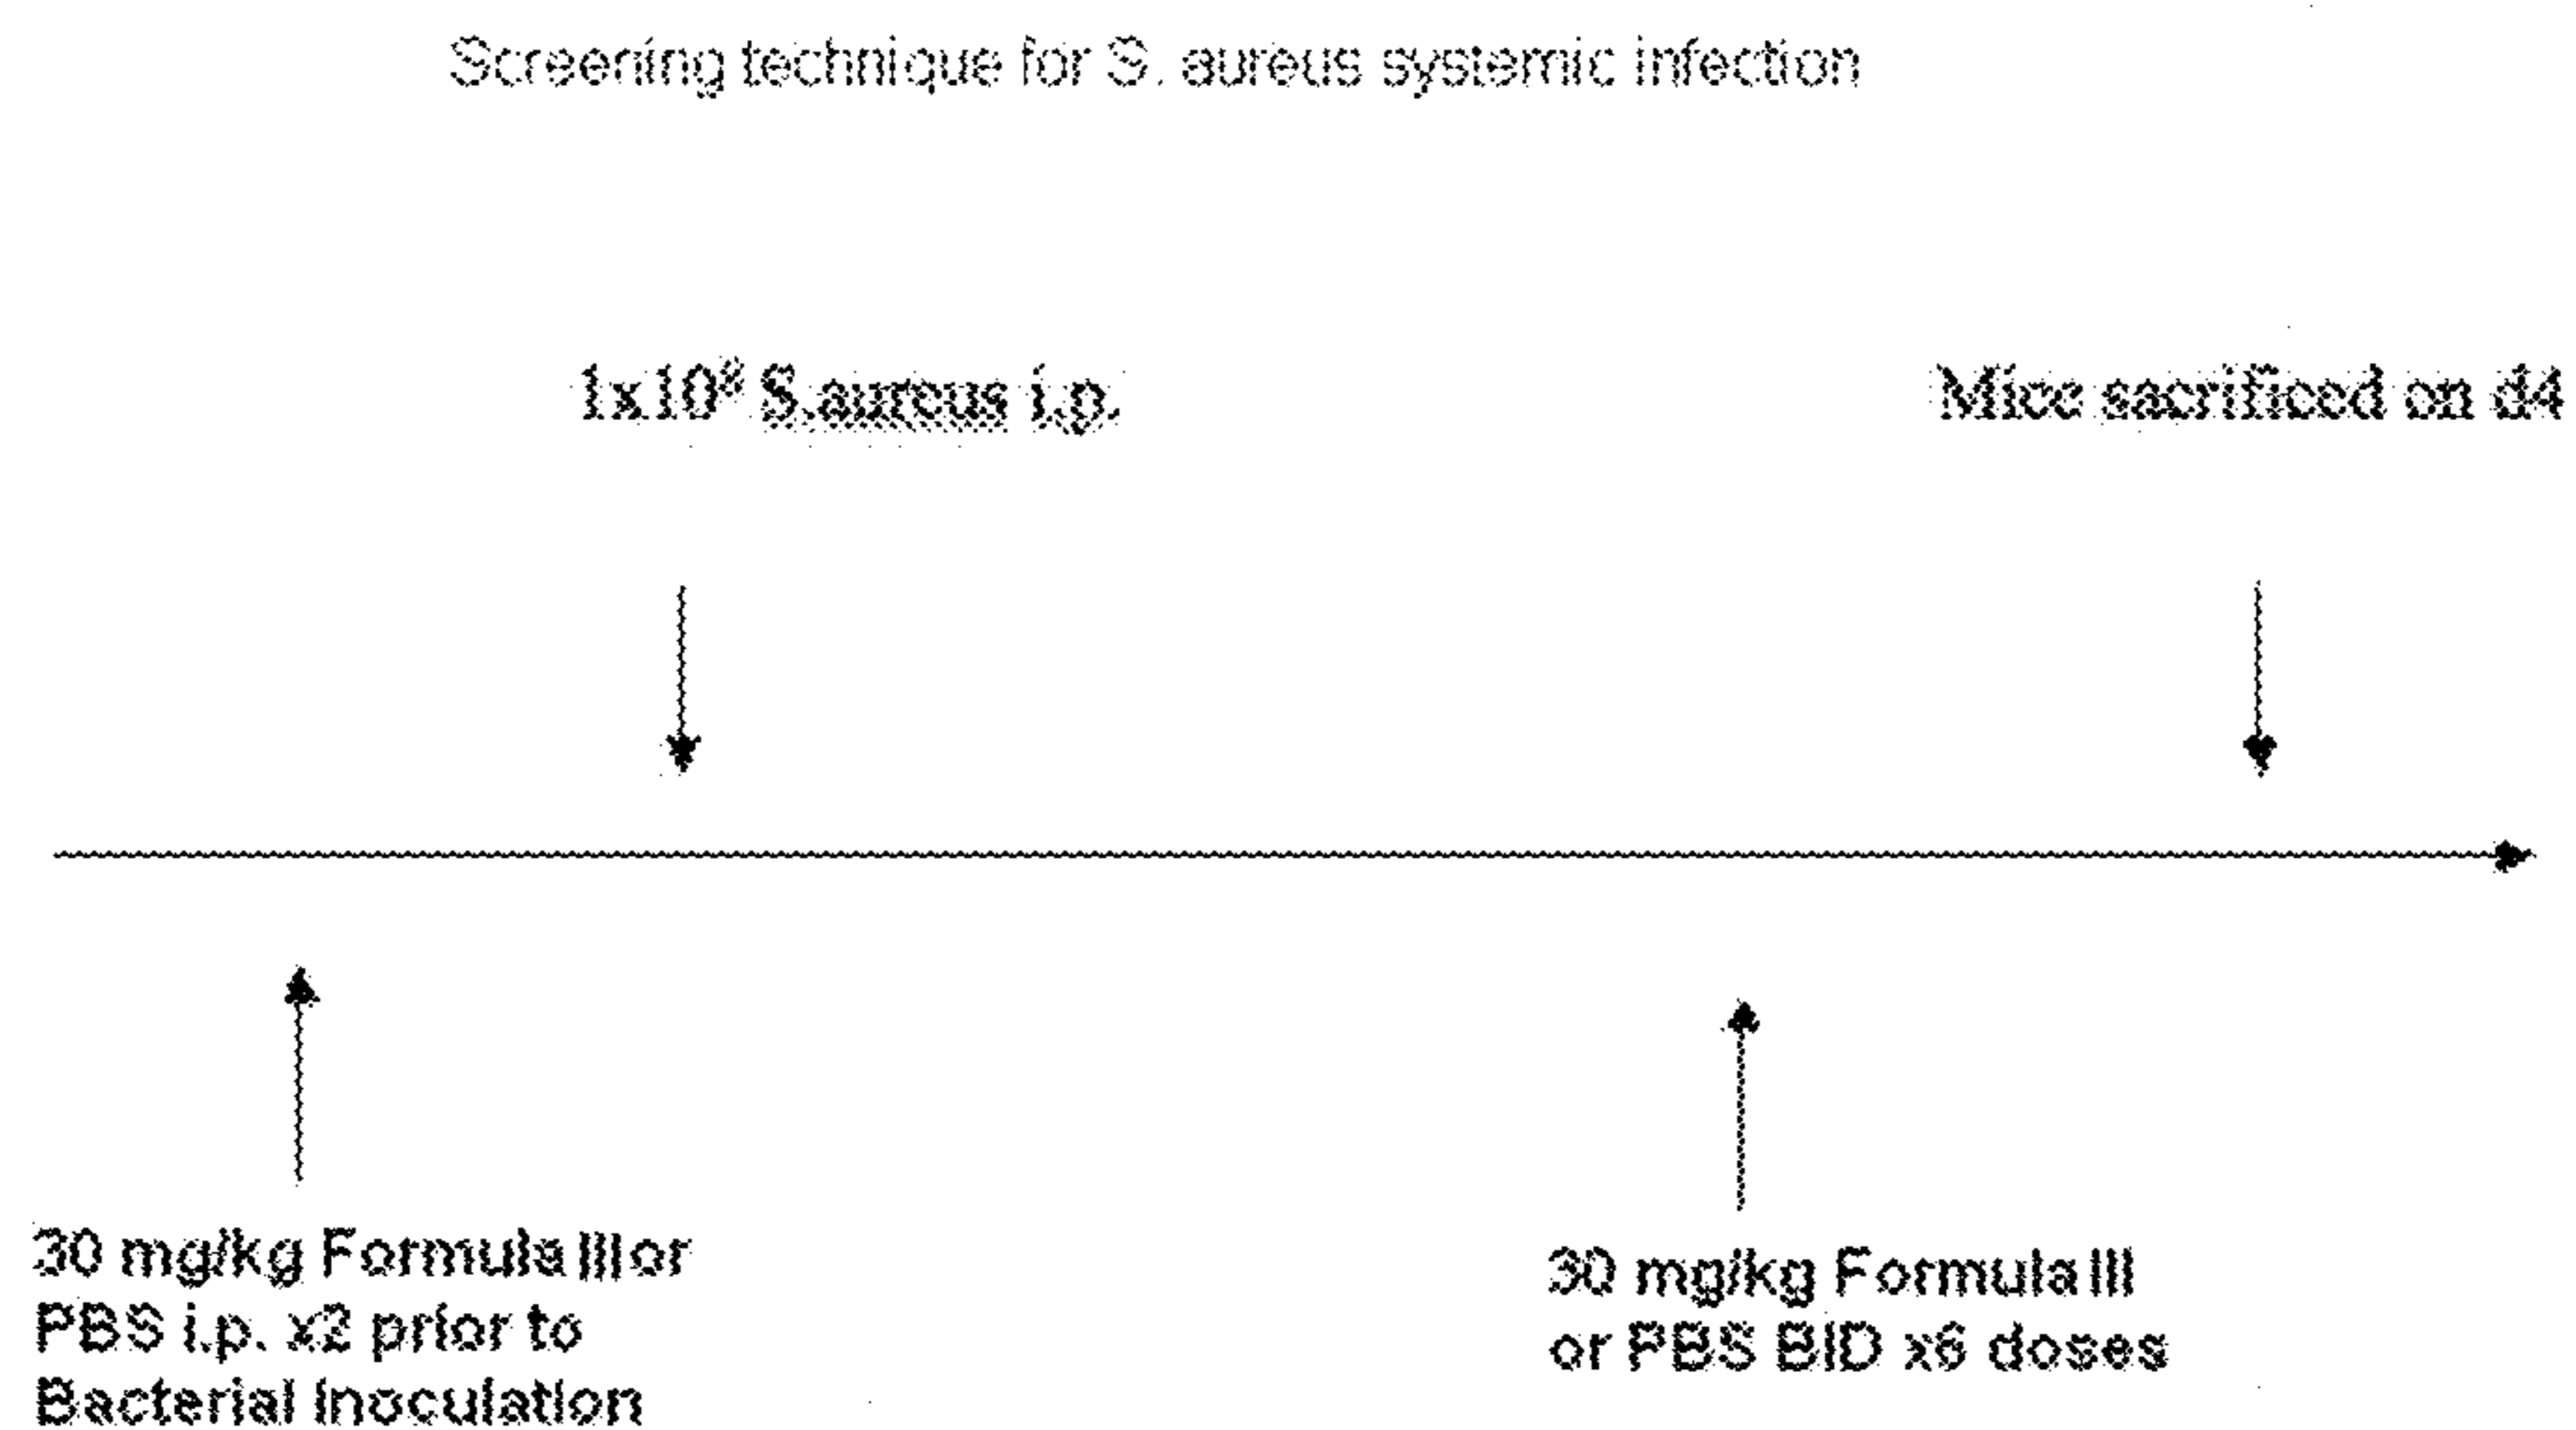 Screening technique for S. aureus systemic infection
1x10⁸ S.aureus i.p.
Mice sacrificed on d4
30 mg/kg Formula III or
PBS i.p. x2 prior to
Bacterial Inoculation
30 mg/kg Formula III
or PBS BID x6 doses